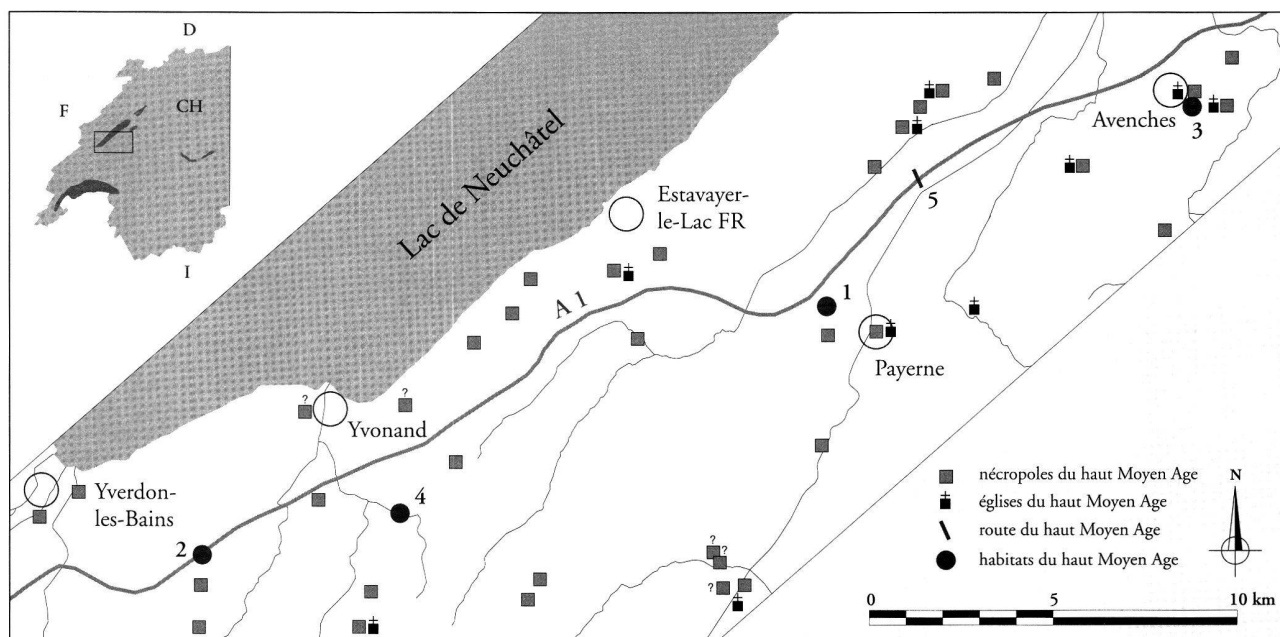 D
F
CH
I
Lac de Neuchâtel
Estavayer-
le-Lac FR
A 1
Avenches
3
5
1
Payerne
?
?
Yvonand
Yverdon-
les-Bains
4
2
?
?
?
nécropoles du haut Moyen Age
églises du haut Moyen Age
route du haut Moyen Age
habitats du haut Moyen Age
N
0
5
10 km